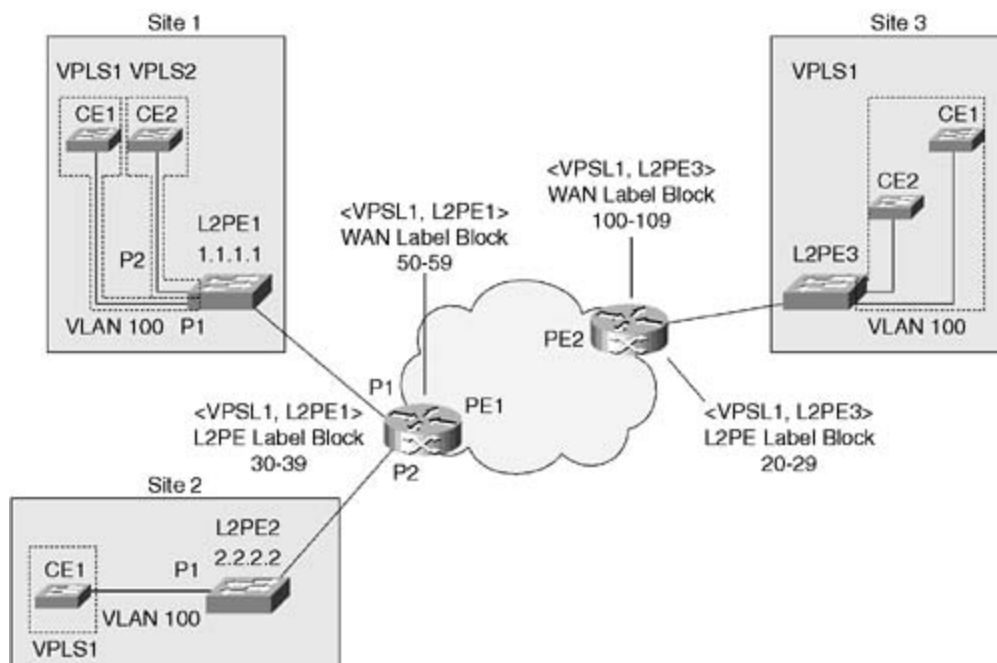 Site 1
VPLS1 VPLS2
CE1 CE2
L2PE1
1.1.1.1
P2
VLAN 100 P1
Site 3
VPLS1
CE1
CE2
L2PE3
VLAN 100
<VPSL1, L2PE1>
WAN Label Block
50-59
<VPSL1, L2PE3>
WAN Label Block
100-109
PE2
P1
PE1
P2
<VPSL1, L2PE1>
L2PE Label Block
30-39
<VPSL1, L2PE3>
L2PE Label Block
20-29
Site 2
L2PE2
2.2.2.2
CE1
P1
VLAN 100
VPLS1